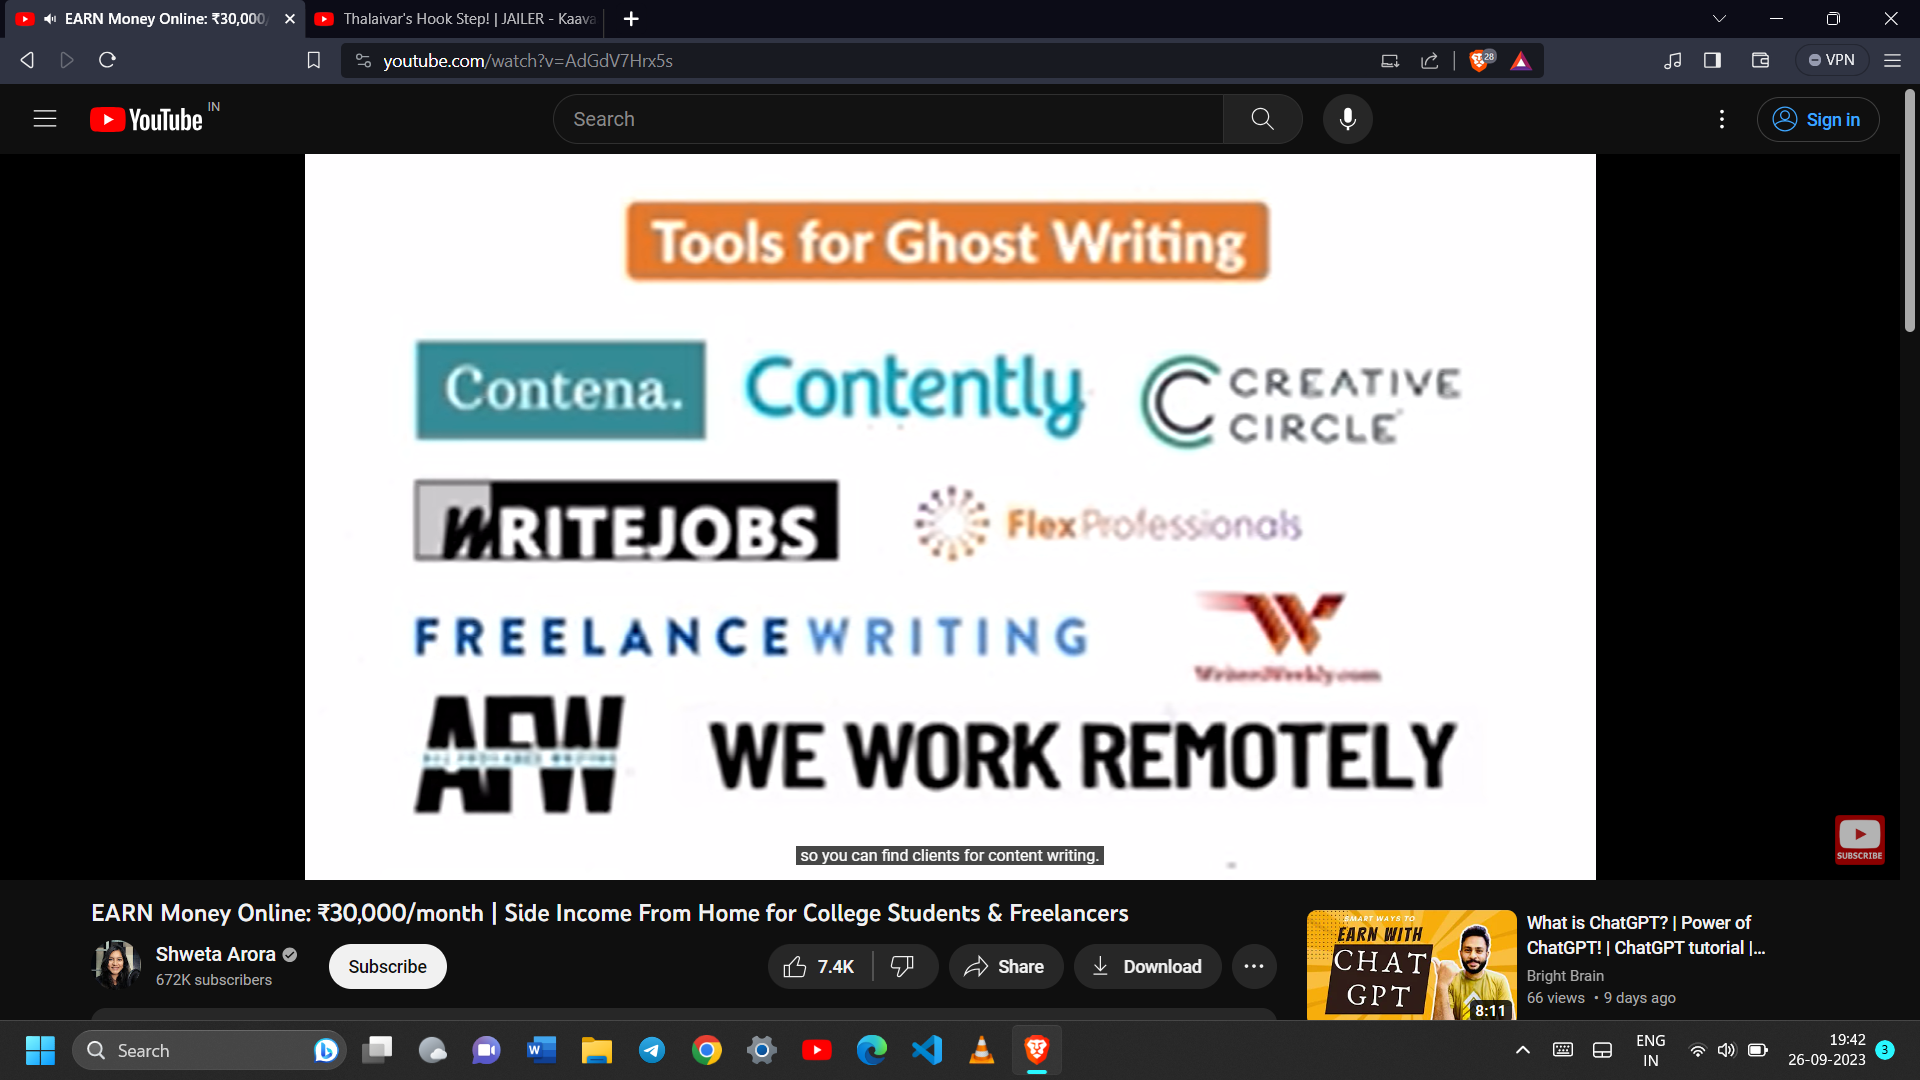 EARN Money Online: ₹30,000/
Thalaivar's Hook Step! | JAILER - Kaava
youtube.com/watch?v=AdGdV7Hrx5s
28
VPN
YouTube IN
Search
Sign in
Tools for Ghost Writing
Contena.
Contently
CREATIVE
CIRCLE
WRITEJOBS
FlexProfessionals
FREELANCEWRITING
W
WritersWeekly.com
AFW
WE WORK REMOTELY
so you can find clients for content writing.
SUBSCRIBE
EARN Money Online: ₹30,000/month | Side Income From Home for College Students & Freelancers
Shweta Arora
672K subscribers
Subscribe
7.4K
Share
Download
SMART WAYS TO
EARN WITH
CHAT
GPT
8:11
What is ChatGPT? | Power of
ChatGPT! | ChatGPT tutorial |...
Bright Brain
66 views • 9 days ago
Search
ENG
IN
19:42
26-09-2023
3